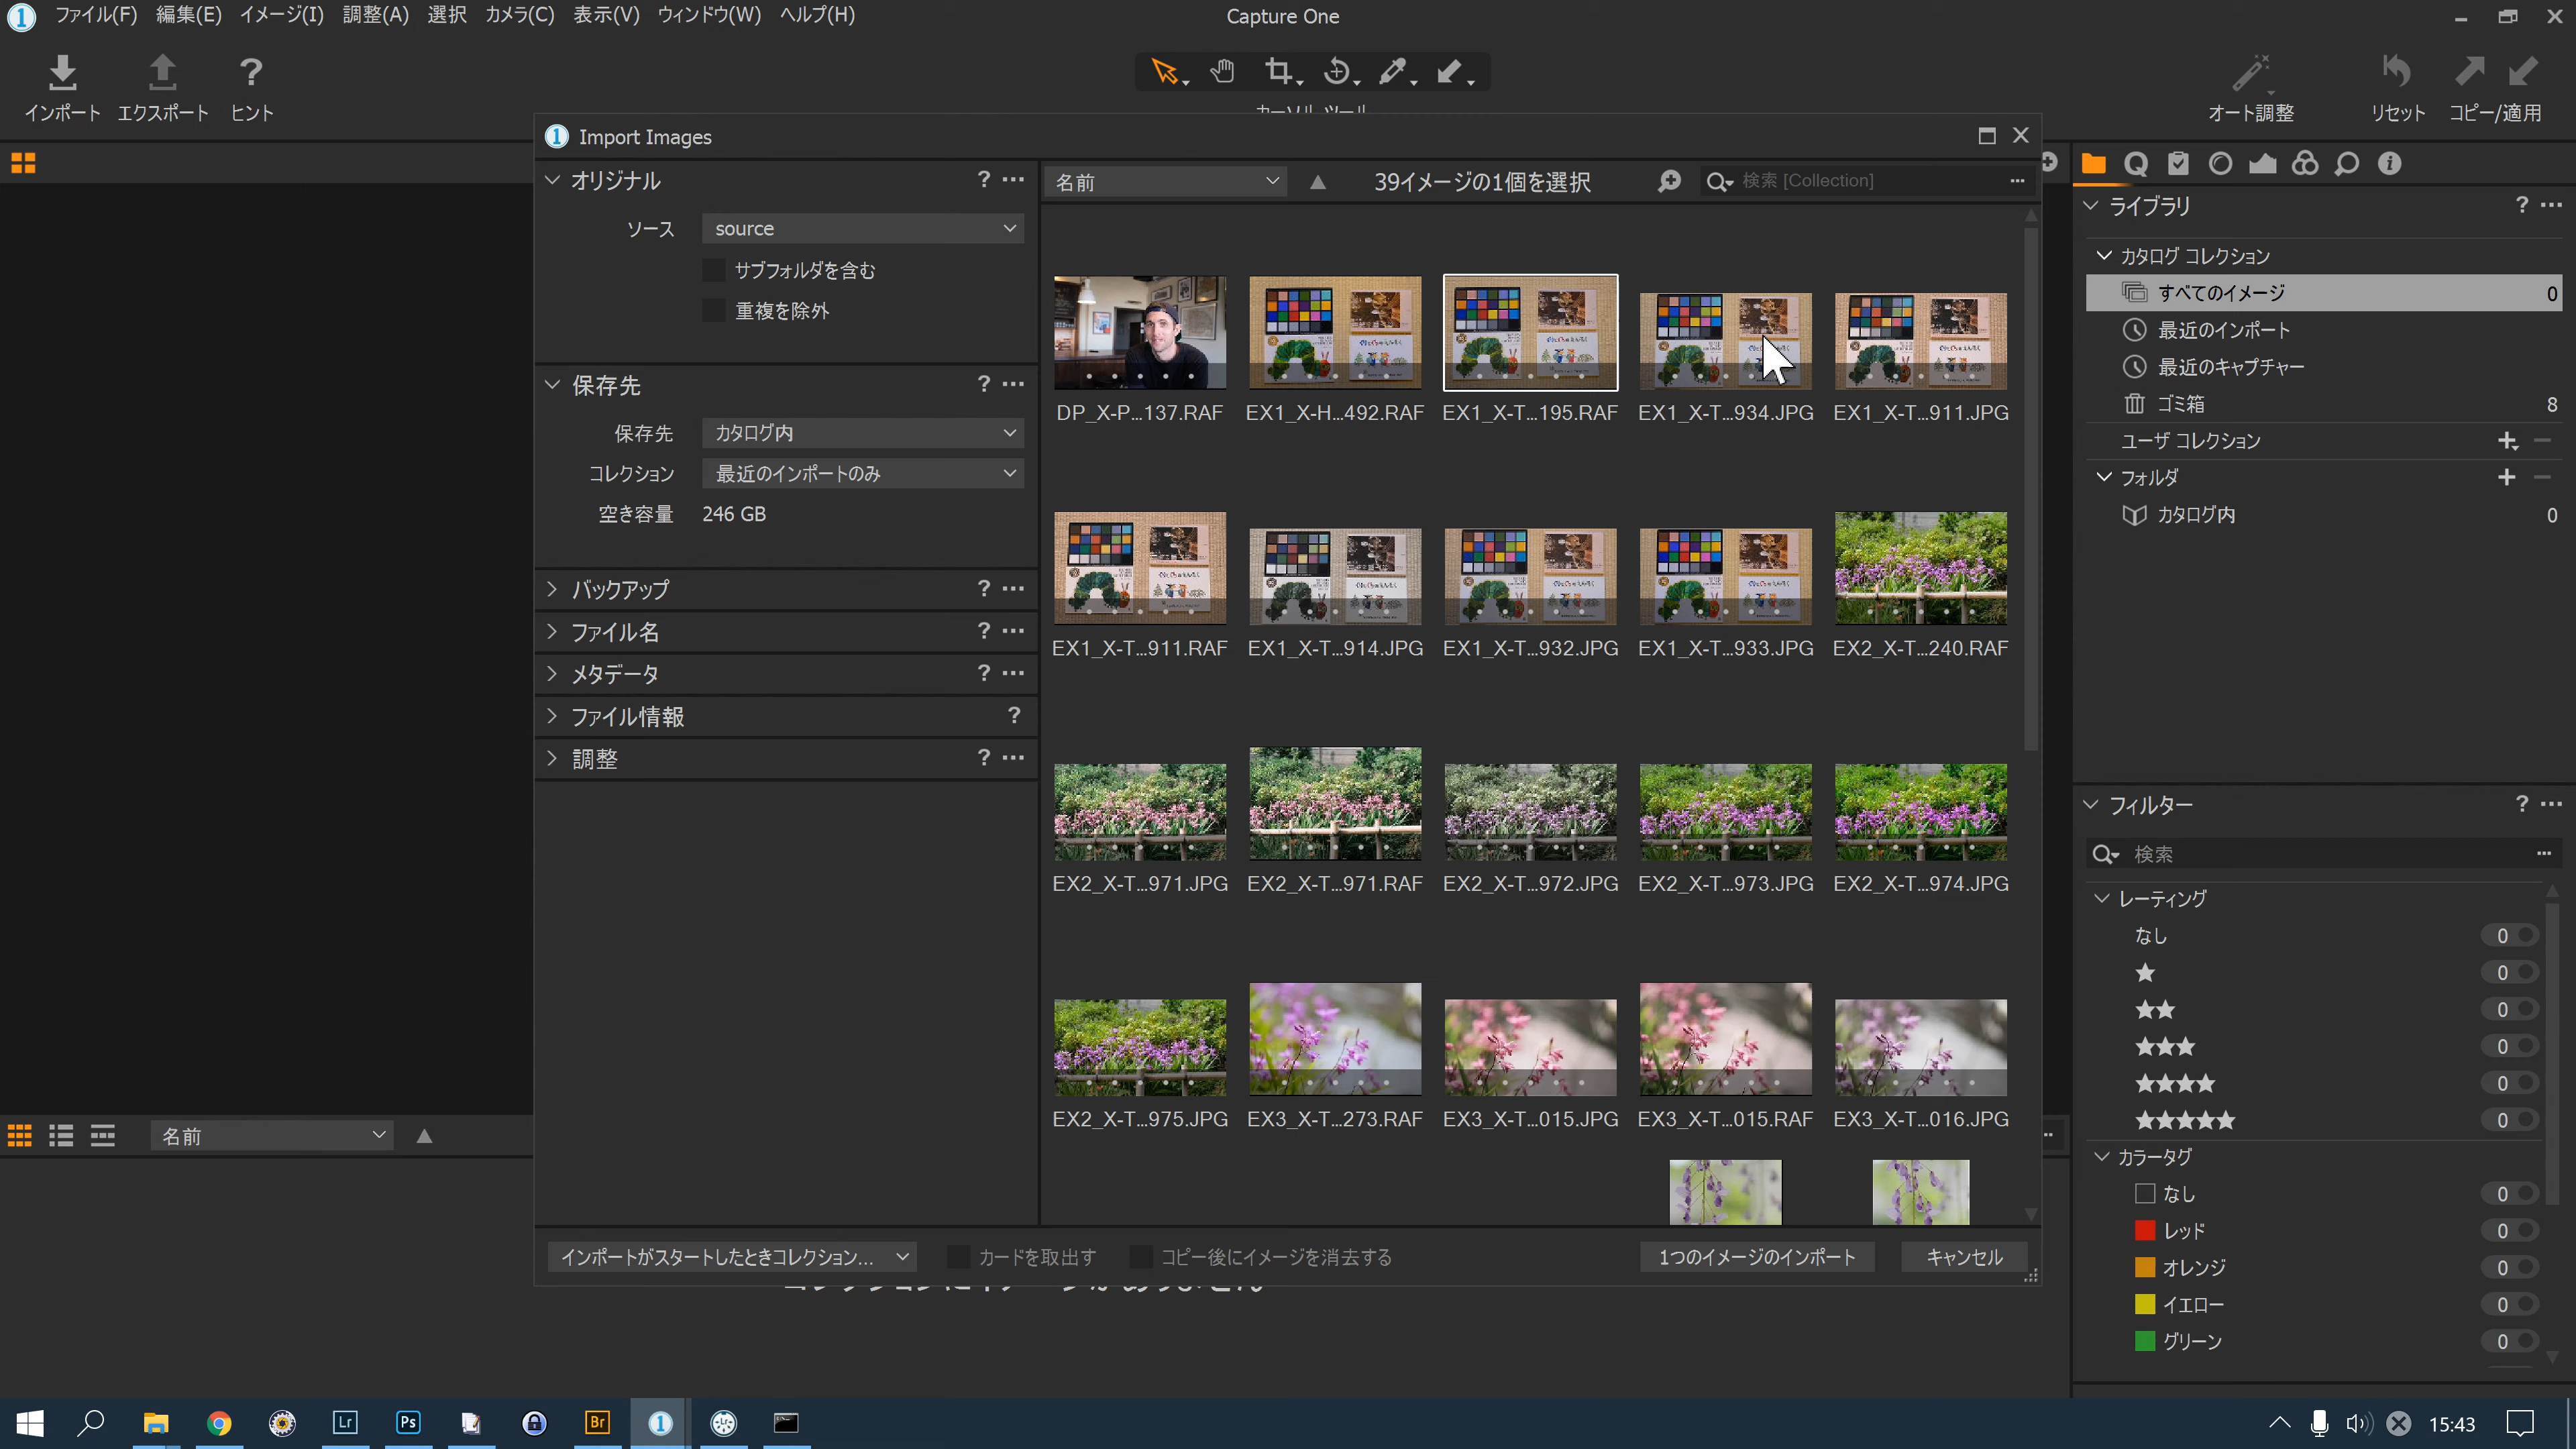 ファイル(F) 編集(E) イメージ(I) 調整(A) 選択 カメラ(C) 表示(V) ウィンドウ(W) ヘルプ(H)
Capture One
インポート エクスポート ヒント
カーソル ツール
オート調整 リセット コピー/適用
Import Images
オリジナル
ソース source
サブフォルダを含む
重複を除外
保存先
保存先 カタログ内
コレクション 最近のインポートのみ
空き容量 246 GB
バックアップ
ファイル名
メタデータ
ファイル情報
調整
名前 39イメージの1個を選択 検索 [Collection]
DP_X-P...137.RAF EX1_X-H...492.RAF EX1_X-T...195.RAF EX1_X-T...934.JPG EX1_X-T...911.JPG
EX1_X-T...911.RAF EX1_X-T...914.JPG EX1_X-T...932.JPG EX1_X-T...933.JPG EX2_X-T...240.RAF
EX2_X-T...971.JPG EX2_X-T...971.RAF EX2_X-T...972.JPG EX2_X-T...973.JPG EX2_X-T...974.JPG
EX2_X-T...975.JPG EX3_X-T...273.RAF EX3_X-T...015.JPG EX3_X-T...015.RAF EX3_X-T...016.JPG
インポートがスタートしたときコレクション... カードを取出す コピー後にイメージを消去する 1つのイメージのインポート キャンセル
名前
ライブラリ
カタログ コレクション
すべてのイメージ 0
最近のインポート
最近のキャプチャー
ゴミ箱 8
ユーザ コレクション
フォルダ
カタログ内 0
フィルター
検索
レーティング
なし 0
★ 0
★★ 0
★★★ 0
★★★★ 0
★★★★★ 0
カラータグ
なし 0
レッド 0
オレンジ 0
イエロー 0
グリーン 0
Lr Ps Br 1 15:43